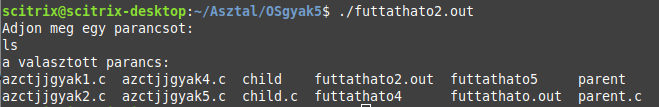 scitrix@scitrix-desktop:~/Asztal/OSgyak5$ ./futtathato2.out
Adjon meg egy parancsot:
ls
a valasztott parancs:
azctjjgyak1.c azctjjgyak4.c child futtathato2.out futtathato5 parent
azctjjgyak2.c azctjjgyak5.c child.c futtathato4 futtathato.out parent.c